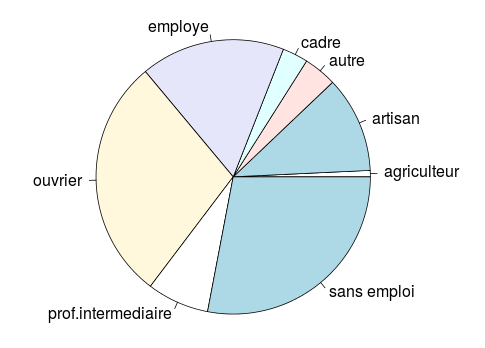 employe
cadre
autre
artisan
agriculteur
ouvrier
sans emploi
prof.intermediaire